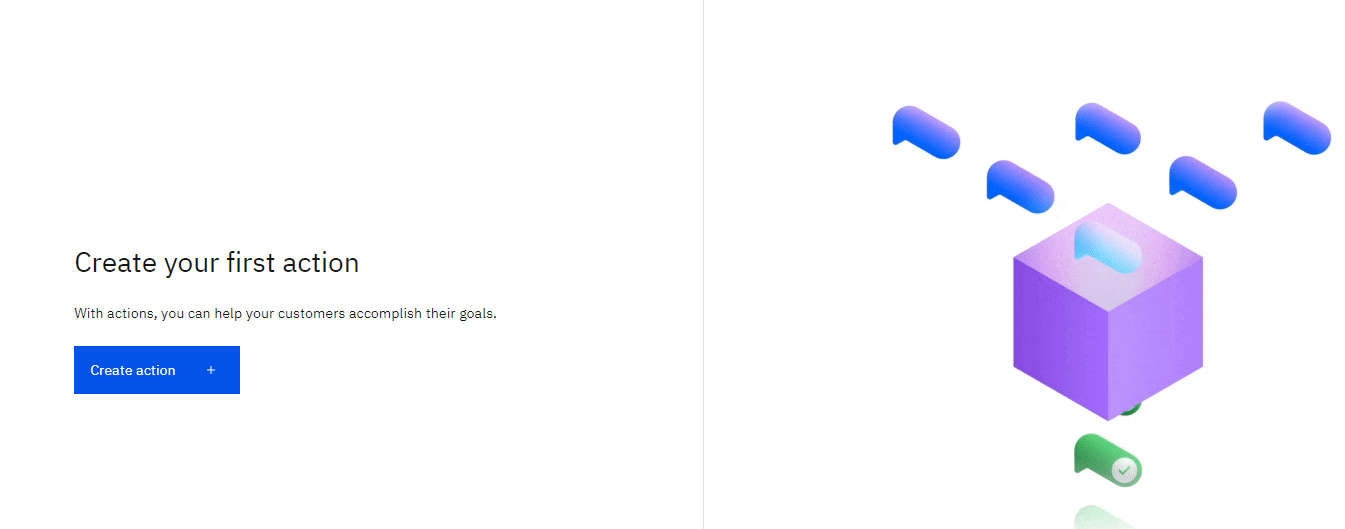 Create your first action
With actions, you can help your customers accomplish their goals.
Create action +